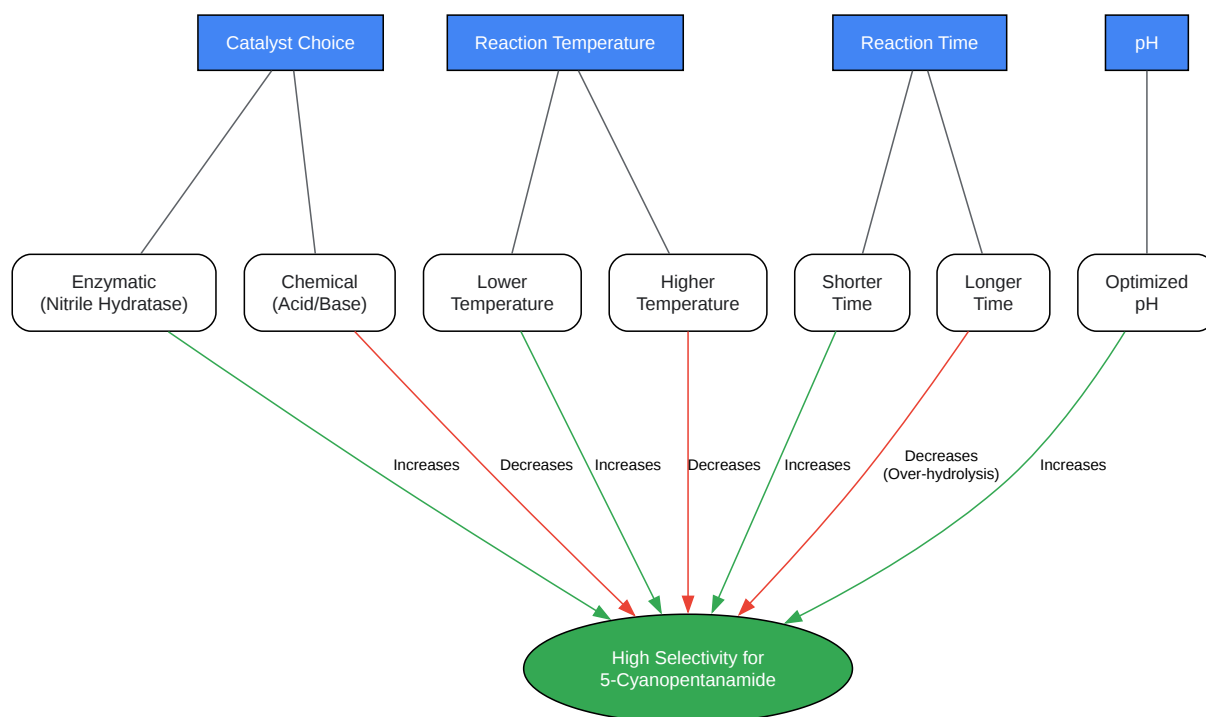 Catalyst Choice
Reaction Temperature
Reaction Time
pH
Enzymatic
(Nitrile Hydratase)
Chemical
(Acid/Base)
Lower
Temperature
Higher
Temperature
Shorter
Time
Longer
Time
Optimized
pH
Increases
Decreases
Increases
Decreases
Increases
Decreases
(Over-hydrolysis)
Increases
High Selectivity for
5-Cyanopentanamide